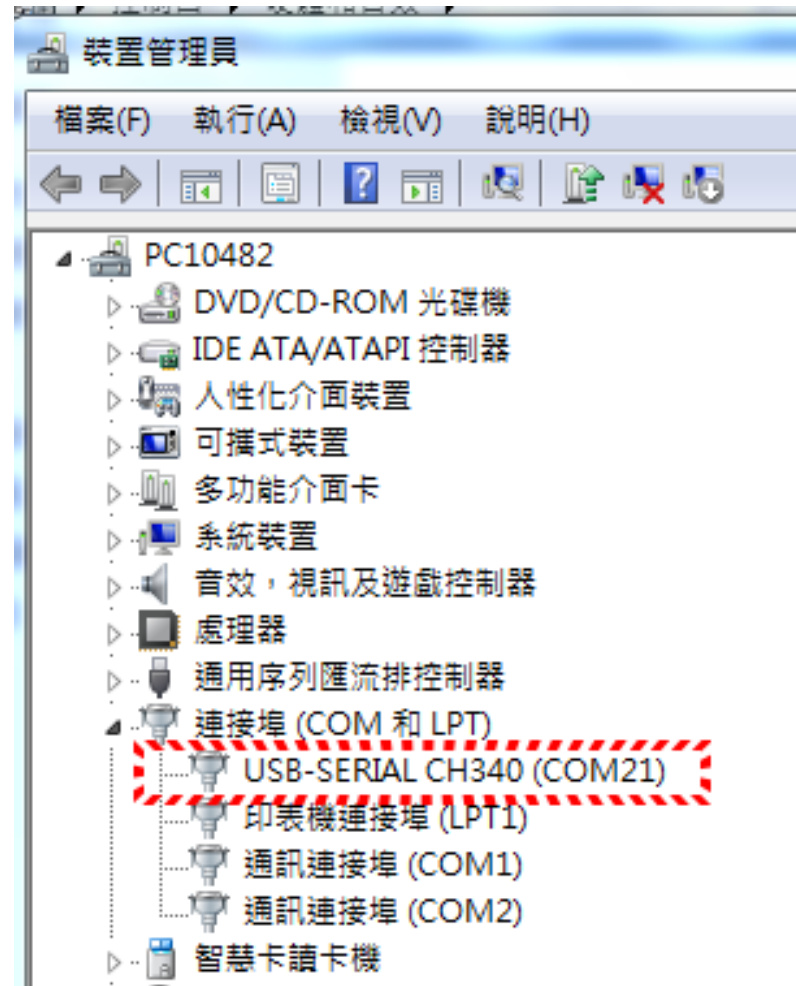 裝置管理員
檔案(F) 執行(A) 檢視(V) 說明(H)
PC10482
DVD/CD-ROM 光碟機
IDE ATA/ATAPI 控制器
人性化介面裝置
可攜式裝置
多功能介面卡
系統裝置
音效，視訊及遊戲控制器
處理器
通用序列匯流排控制器
連接埠 (COM 和 LPT)
USB-SERIAL CH340 (COM21)
印表機連接埠 (LPT1)
通訊連接埠 (COM1)
通訊連接埠 (COM2)
智慧卡讀卡機